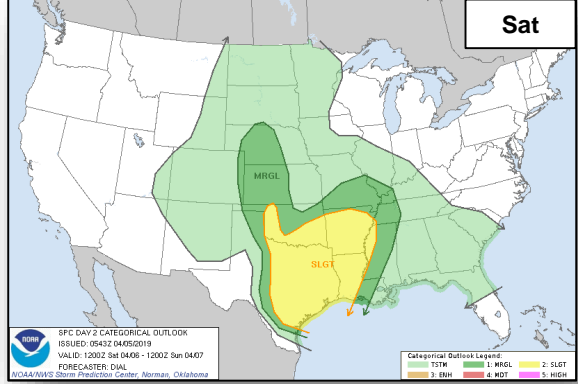 Sat
MRGL
SLGT
NOAA
SPC DAY 2 CATEGORICAL OUTLOOK
ISSUED: 0543Z 04/05/2019
VALID: 1200Z Sat 04/06 - 1200Z Sun 04/07
FORECASTER: DIAL
NOAA/NWS Storm Prediction Center, Norman, Oklahoma
Categorical Outlook Legend:
TSTM 1: MRGL 2: SLGT
3: ENH 4: MDT 5: HIGH